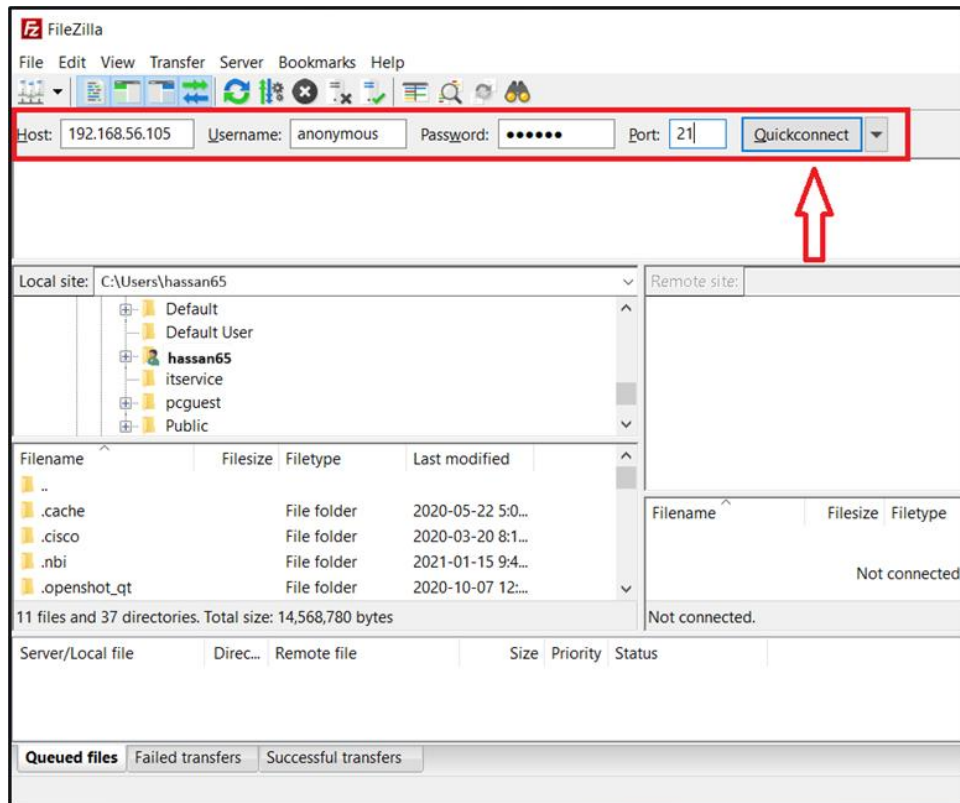 FileZilla
File Edit View Transfer Server Bookmarks Help
Host: 192.168.56.105 Username: anonymous Password: •••••• Port: 21 Quickconnect
Local site: C:\Users\hassan65
Remote site:
Default
Default User
hassan65
itservice
pcguest
Public
Filename Filesize Filetype Last modified
..
.cache File folder 2020-05-22 5:0...
.cisco File folder 2020-03-20 8:1...
.nbi File folder 2021-01-15 9:4...
.openshot_qt File folder 2020-10-07 12:...
11 files and 37 directories. Total size: 14,568,780 bytes
Filename Filesize Filetype
Not connected
Not connected.
Server/Local file Direc... Remote file Size Priority Status
Queued files Failed transfers Successful transfers